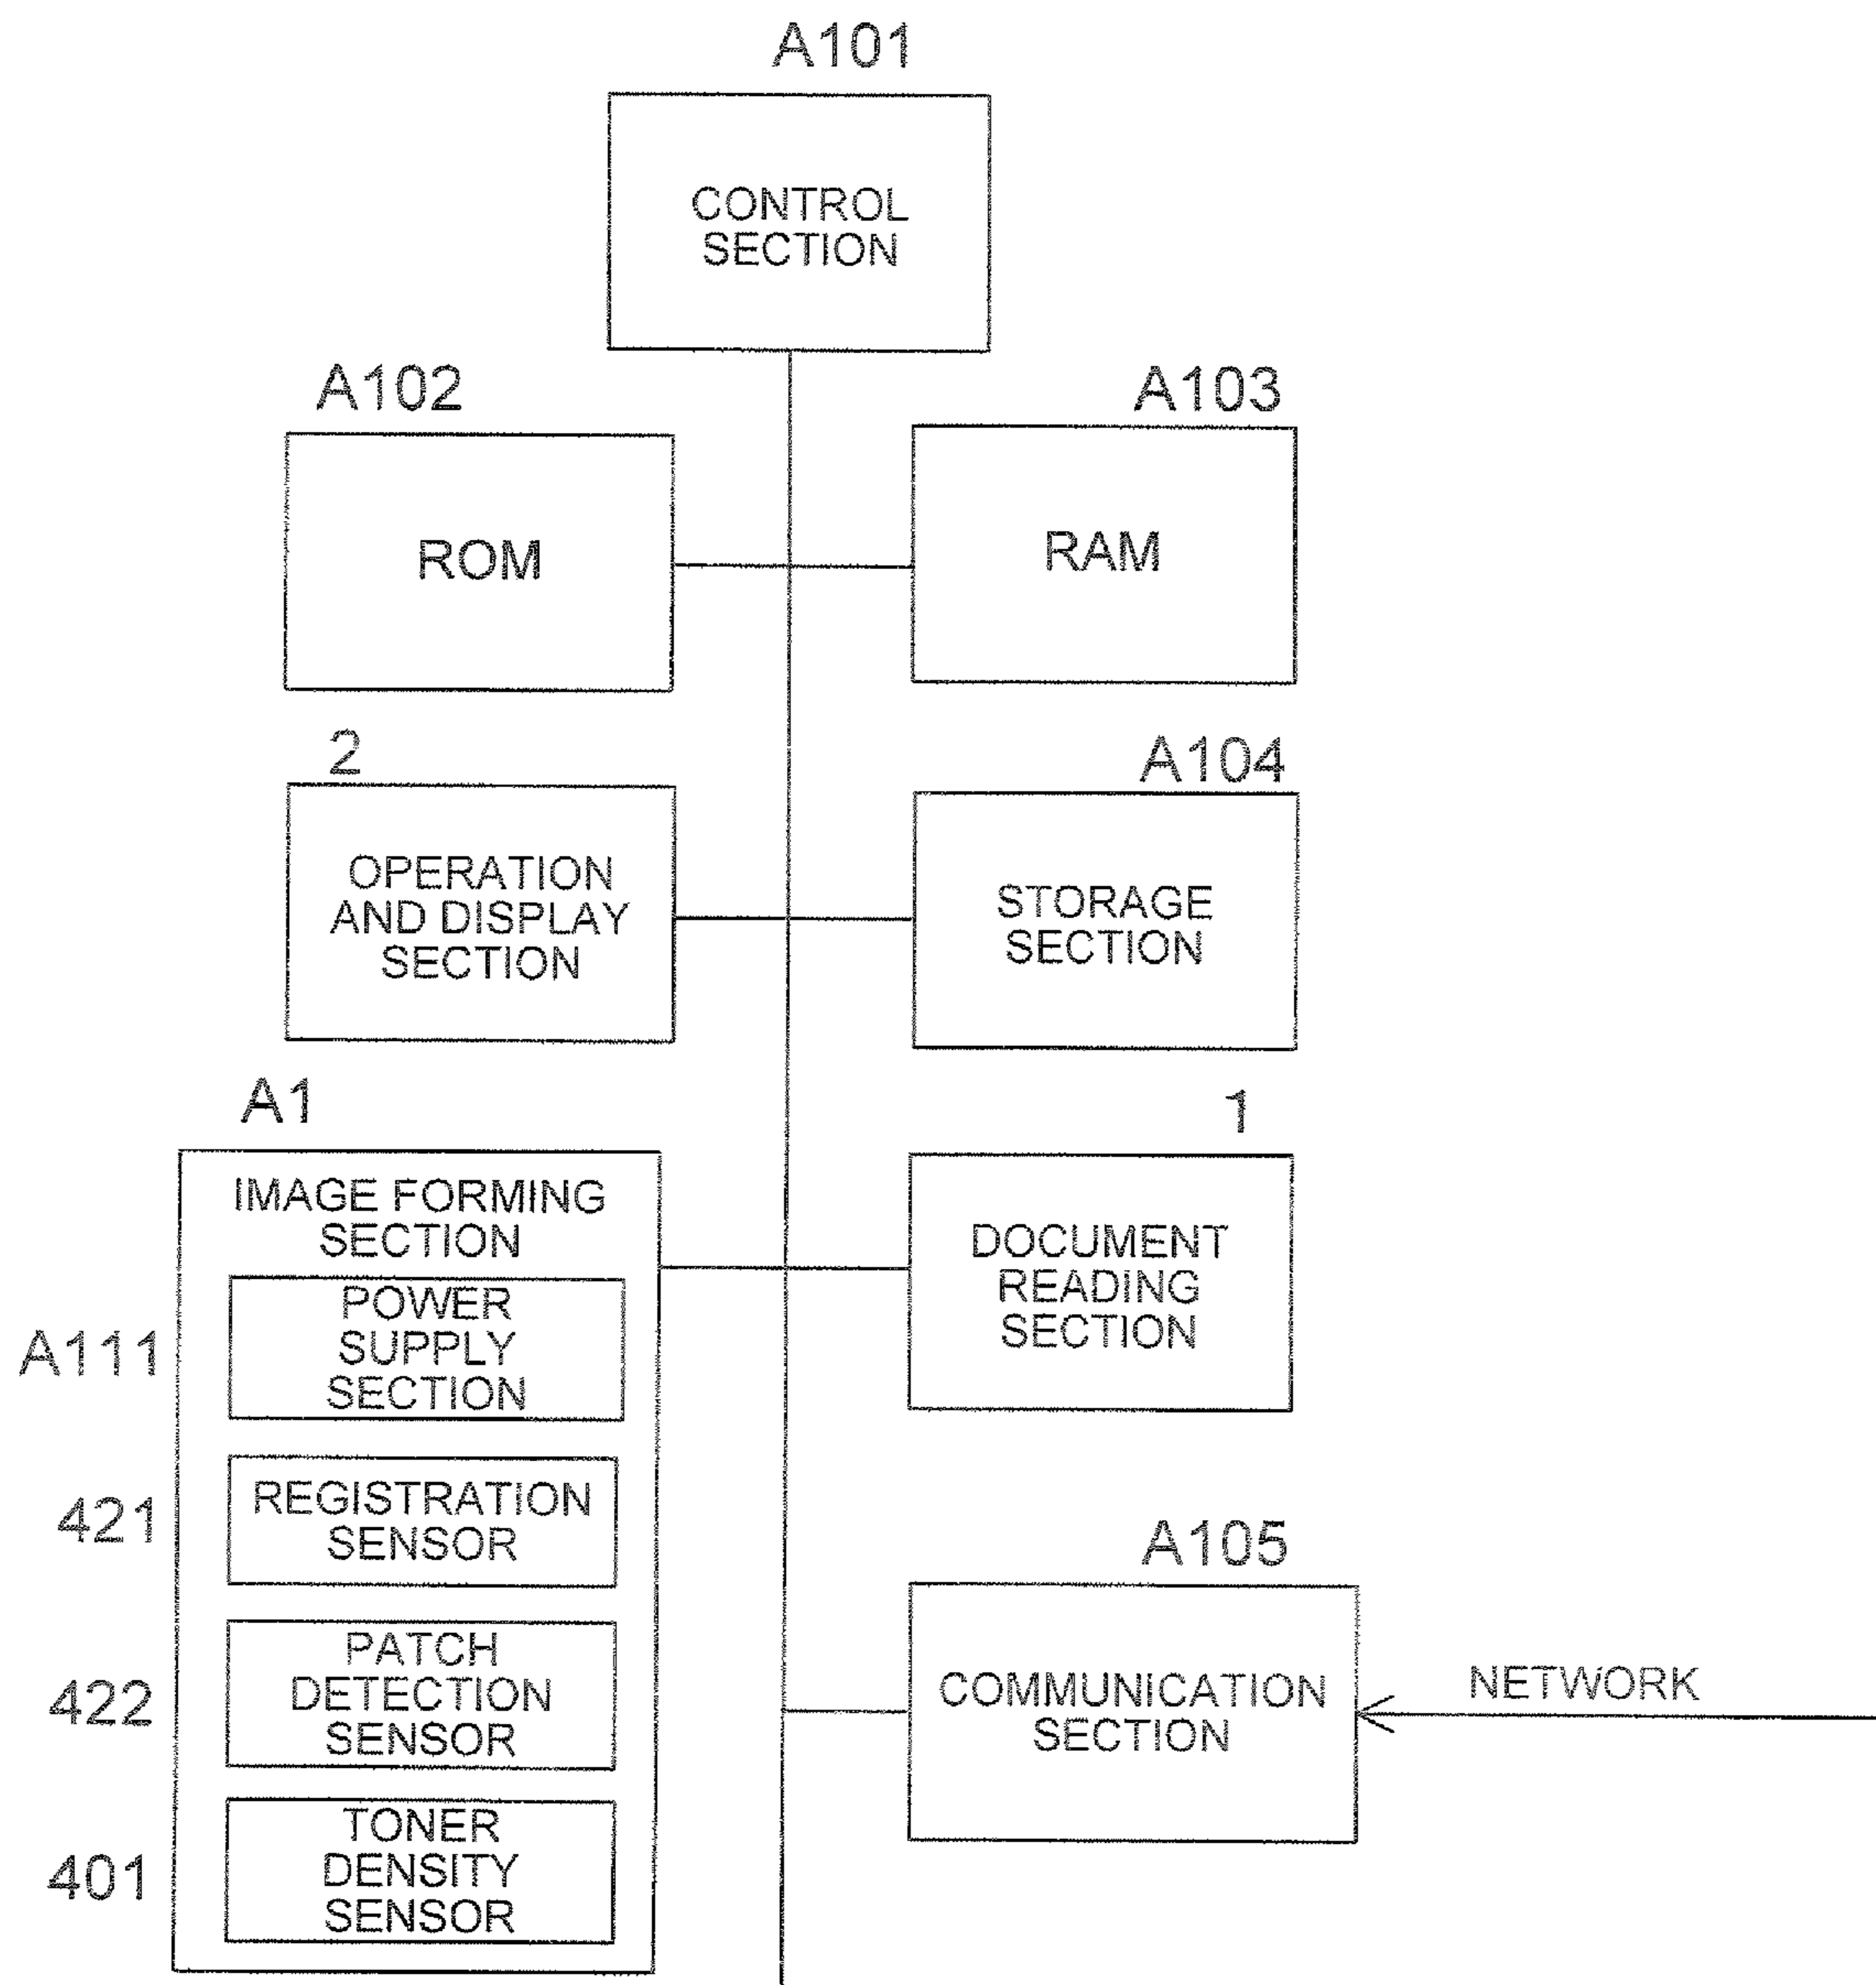 A101
CONTROL
SECTION
A102
ROM
A103
RAM
2
OPERATION
AND DISPLAY
SECTION
A104
STORAGE
SECTION
A1
IMAGE FORMING
SECTION
A111
POWER
SUPPLY
SECTION
421
REGISTRATION
SENSOR
422
PATCH
DETECTION
SENSOR
401
TONER
DENSITY
SENSOR
1
DOCUMENT
READING
SECTION
A105
COMMUNICATION
SECTION
NETWORK